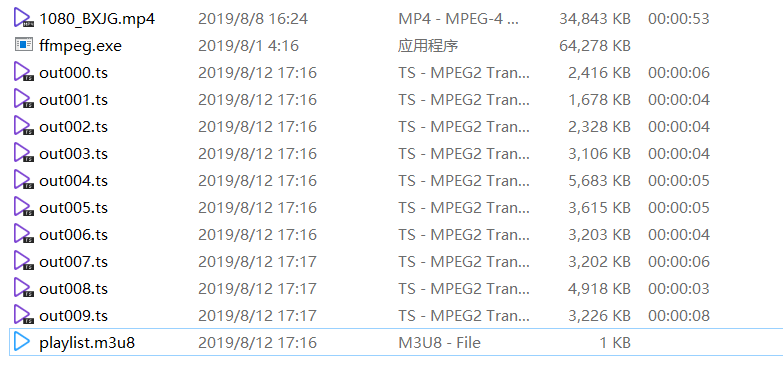 1080_BXJG.mp4 2019/8/8 16:24 MP4 - MPEG-4 ... 34,843 KB 00:00:53
ffmpeg.exe 2019/8/1 4:16 应用程序 64,278 KB
out000.ts 2019/8/12 17:16 TS - MPEG2 Tran... 2,416 KB 00:00:06
out001.ts 2019/8/12 17:16 TS - MPEG2 Tran... 1,678 KB 00:00:04
out002.ts 2019/8/12 17:16 TS - MPEG2 Tran... 2,328 KB 00:00:04
out003.ts 2019/8/12 17:16 TS - MPEG2 Tran... 3,106 KB 00:00:04
out004.ts 2019/8/12 17:16 TS - MPEG2 Tran... 5,683 KB 00:00:05
out005.ts 2019/8/12 17:16 TS - MPEG2 Tran... 3,615 KB 00:00:05
out006.ts 2019/8/12 17:16 TS - MPEG2 Tran... 3,203 KB 00:00:04
out007.ts 2019/8/12 17:17 TS - MPEG2 Tran... 3,202 KB 00:00:06
out008.ts 2019/8/12 17:17 TS - MPEG2 Tran... 4,918 KB 00:00:03
out009.ts 2019/8/12 17:17 TS - MPEG2 Tran... 3,226 KB 00:00:08
playlist.m3u8 2019/8/12 17:16 M3U8 - File 1 KB